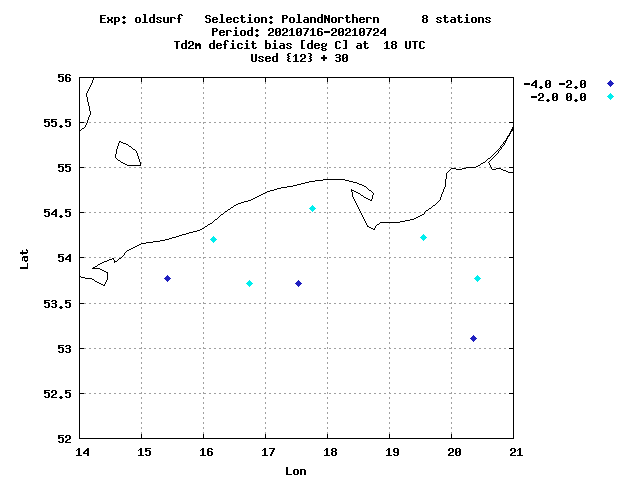 Exp: oldsurf   Selection: PolandNorthern      8 stations
Period: 20210716-20210724
Td2m deficit bias [deg C] at  18 UTC
Used {12} + 30
-4.0 -2.0
-2.0 0.0
56
55.5
55
54.5
54
53.5
53
52.5
52
Lat
14 15 16 17 18 19 20 21
Lon